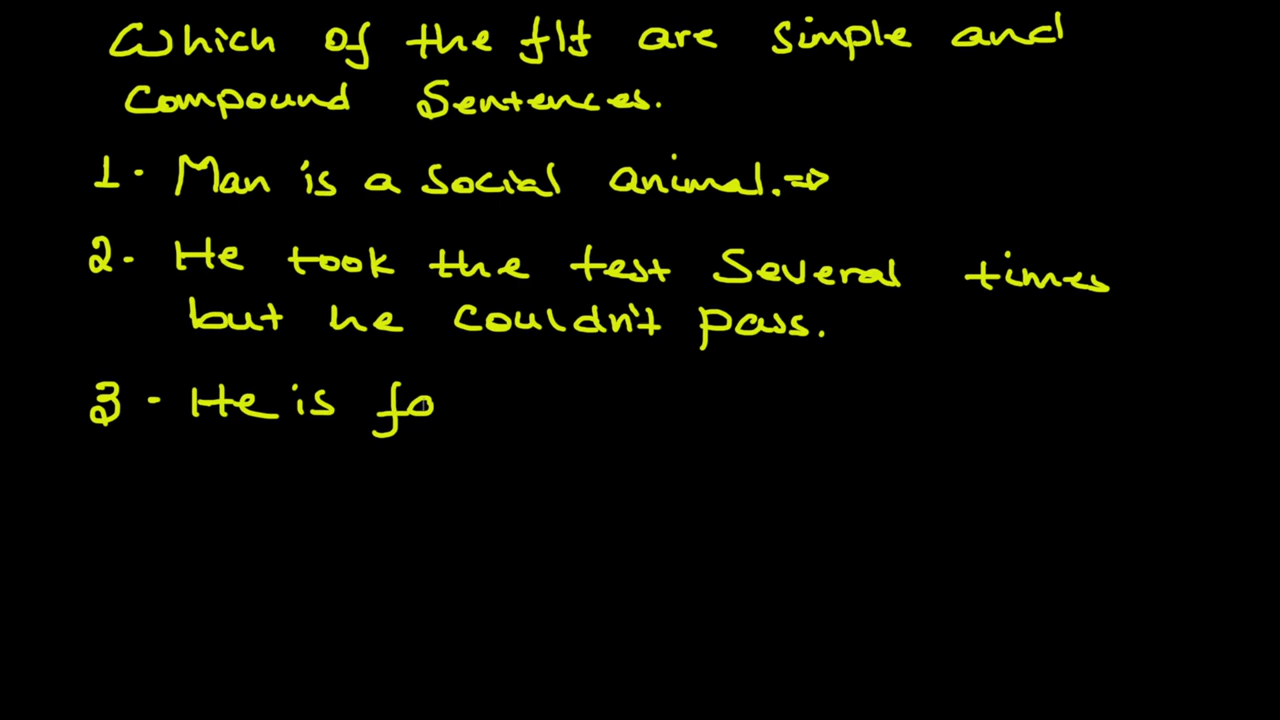 Which of the flf are simple and
Compound Sentences.
1. Man is a social animal.⇒
2. He took the test Several times
but he couldn't pass.
3. He is fo